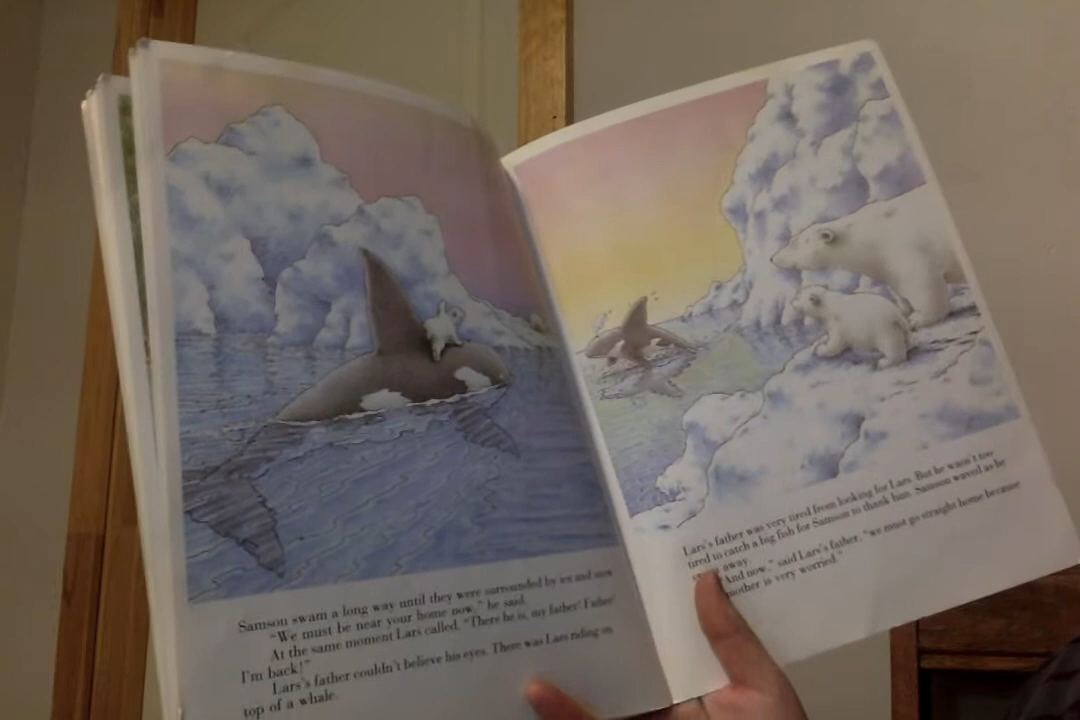 Samson swam a long way until they were surrounded by ice and snow
"We must be near your home now," he said.
At the same moment Lars called, "There he is, my father! Father!
I'm back!"
Lars's father couldn't believe his eyes. There was Lars riding on
top of a whale.
Lars's father was very tired from looking for Lars. But he wasn't too
tired to catch a big fish for Samson to thank him. Samson waved as he
away.
"And now," said Lars's father, "we must go straight home because
mother is very worried."